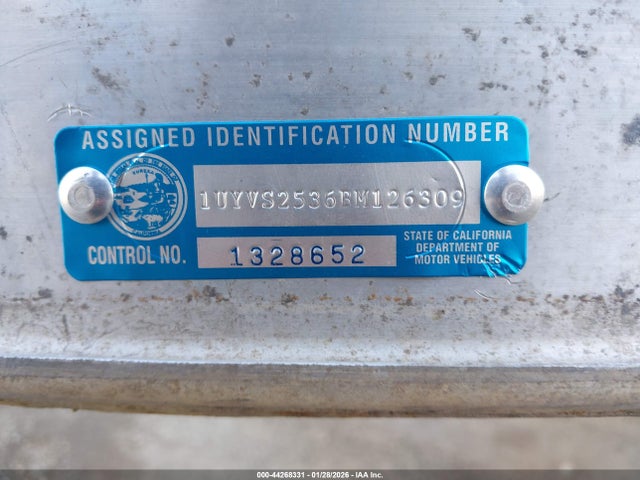 ASSIGNED IDENTIFICATION NUMBER
EUREKA
1UYVS2536BM126309
CONTROL NO.
1328652
STATE OF CALIFORNIA
DEPARTMENT OF
MOTOR VEHICLES
000-44268331 - 01/28/2026 - IAA Inc.